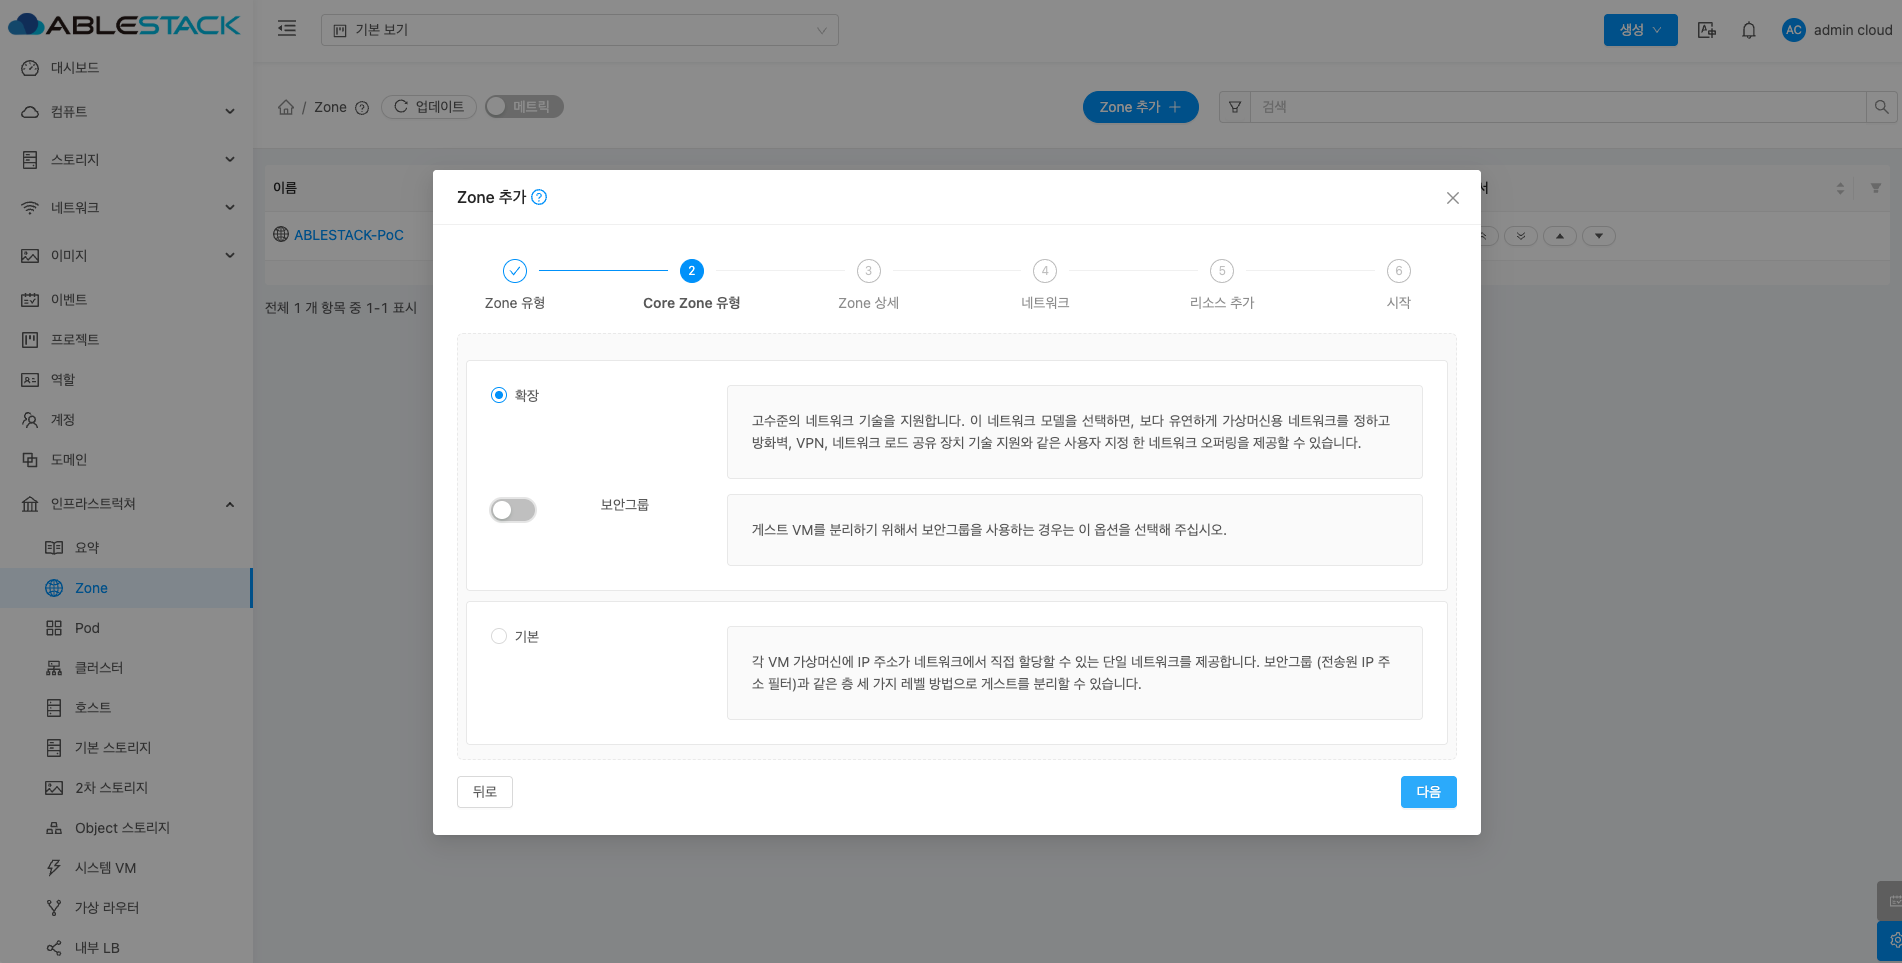 ABLESTACK
기본 보기
생성
AC
admin cloud
대시보드
컴퓨트
스토리지
네트워크
이미지
이벤트
프로젝트
역할
계정
도메인
인프라스트럭쳐
요약
Zone
Pod
클러스터
호스트
기본 스토리지
2차 스토리지
Object 스토리지
시스템 VM
가상 라우터
내부 LB
/ Zone
업데이트
메트릭
Zone 추가
검색
이름
ABLESTACK-PoC
전체 1 개 항목 중 1-1 표시
Zone 추가
2
3
4
5
6
Zone 유형
Core Zone 유형
Zone 상세
네트워크
리소스 추가
시작
확장
고수준의 네트워크 기술을 지원합니다. 이 네트워크 모델을 선택하면, 보다 유연하게 가상머신용 네트워크를 정하고
방화벽, VPN, 네트워크 로드 공유 장치 기술 지원와 같은 사용자 지정 한 네트워크 오퍼링을 제공할 수 있습니다.
보안그룹
게스트 VM를 분리하기 위해서 보안그룹을 사용하는 경우는 이 옵션을 선택해 주십시오.
기본
각 VM 가상머신에 IP 주소가 네트워크에서 직접 할당할 수 있는 단일 네트워크를 제공합니다. 보안그룹 (전송원 IP 주
소 필터)과 같은 층 세 가지 레벨 방법으로 게스트를 분리할 수 있습니다.
뒤로
다음